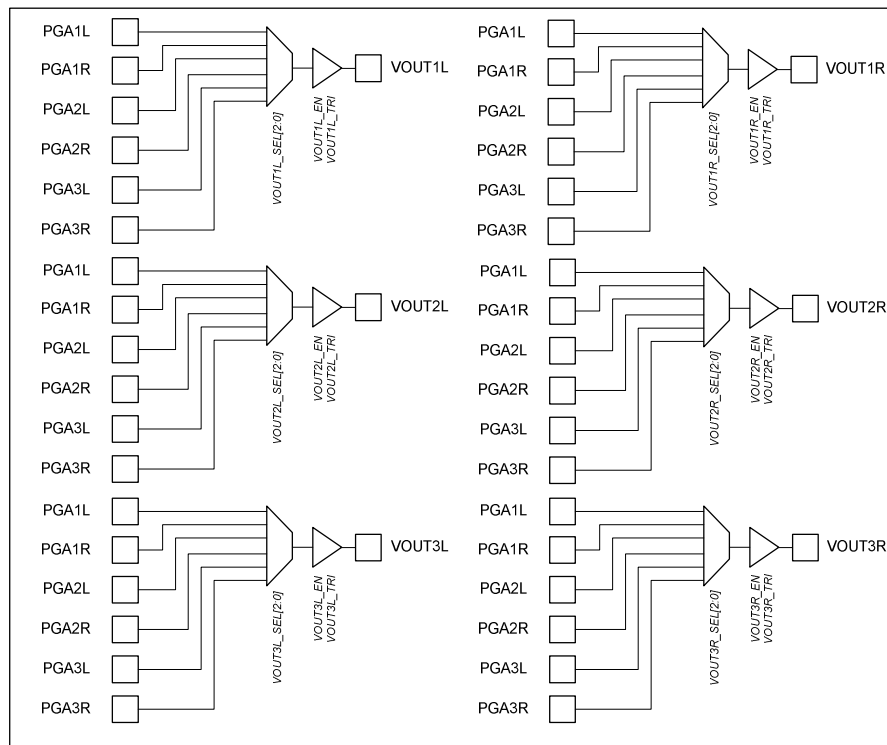 PGA1L
PGA1R
PGA2L
PGA2R
PGA3L
PGA3R
VOUT1L_SEL[2:0]
VOUT1L_EN
VOUT1L_TRI
VOUT1L
PGA1L
PGA1R
PGA2L
PGA2R
PGA3L
PGA3R
VOUT1R_SEL[2:0]
VOUT1R_EN
VOUT1R_TRI
VOUT1R
PGA1L
PGA1R
PGA2L
PGA2R
PGA3L
PGA3R
VOUT2L_SEL[2:0]
VOUT2L_EN
VOUT2L_TRI
VOUT2L
PGA1L
PGA1R
PGA2L
PGA2R
PGA3L
PGA3R
VOUT2R_SEL[2:0]
VOUT2R_EN
VOUT2R_TRI
VOUT2R
PGA1L
PGA1R
PGA2L
PGA2R
PGA3L
PGA3R
VOUT3L_SEL[2:0]
VOUT3L_EN
VOUT3L_TRI
VOUT3L
PGA1L
PGA1R
PGA2L
PGA2R
PGA3L
PGA3R
VOUT3R_SEL[2:0]
VOUT3R_EN
VOUT3R_TRI
VOUT3R